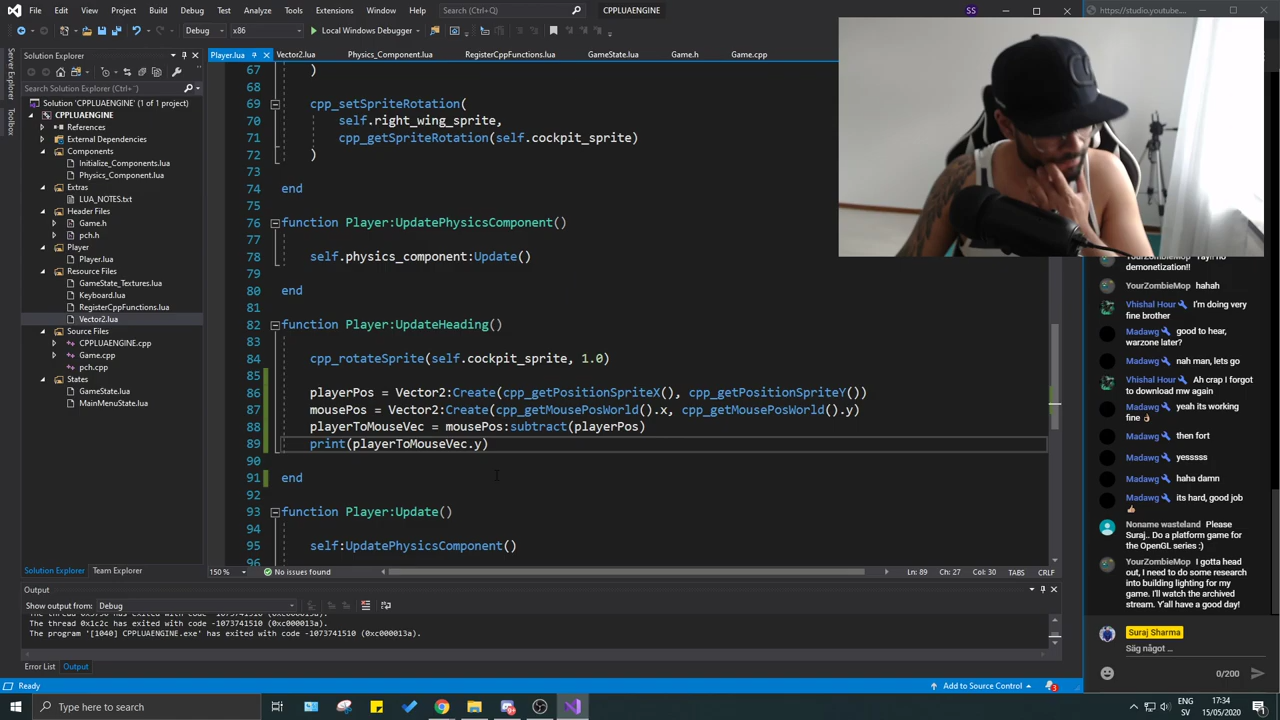 File Edit View Project Build Debug Test Analyze Tools Extensions Window Help Search (Ctrl+Q) CPPLUAENGINE SS https://studio.youtube.c
Debug x86 Local Windows Debugger
Server Explorer
Toolbox
Solution Explorer
Search Solution Explorer (Ctrl+')
Solution 'CPPLUAENGINE' (1 of 1 project)
CPPLUAENGINE
References
External Dependencies
Components
Initialize_Components.lua
Physics_Component.lua
Extras
LUA_NOTES.txt
Header Files
Game.h
pch.h
Player
Player.lua
Resource Files
GameState_Textures.lua
Keyboard.lua
RegisterCppFunctions.lua
Vector2.lua
Source Files
CPPLUAENGINE.cpp
Game.cpp
pch.cpp
States
GameState.lua
MainMenuState.lua
Solution Explorer Team Explorer
Player.lua Vector2.lua Physics_Component.lua RegisterCppFunctions.lua GameState.lua Game.h Game.cpp
67 )
68
69 cpp_setSpriteRotation(
70 self.right_wing_sprite,
71 cpp_getSpriteRotation(self.cockpit_sprite)
72 )
73
74 end
75
76 function Player:UpdatePhysicsComponent()
77
78 self.physics_component:Update()
79
80 end
81
82 function Player:UpdateHeading()
83
84 cpp_rotateSprite(self.cockpit_sprite, 1.0)
85
86 playerPos = Vector2:Create(cpp_getPositionSpriteX(), cpp_getPositionSpriteY())
87 mousePos = Vector2:Create(cpp_getMousePosWorld().x, cpp_getMousePosWorld().y)
88 playerToMouseVec = mousePos:subtract(playerPos)
89 print(playerToMouseVec.y)
90
91 end
92
93 function Player:Update()
94
95 self:UpdatePhysicsComponent()
96
150 % No issues found Ln: 89 Ch: 27 Col: 30 TABS CRLF
Output
Show output from: Debug
The thread 0x1c2c has exited with code -1073741510 (0xc000013a).
The program '[1040] CPPLUAENGINE.exe' has exited with code -1073741510 (0xc000013a).
Error List Output
Ready Add to Source Control 3
demonetization!!
YourZombieMop hahah
Vhishal Hour I'm doing very
fine brother
Madawg good to hear,
warzone later?
Madawg nah man, lets go
Vhishal Hour Ah crap I forgot
to download mw again
Madawg yeah its working
fine 👌
Madawg then fort
Madawg yesssss
Madawg haha damn
Madawg its hard, good job
👍
Noname wasteland Please
Suraj.. Do a platform game for
the OpenGL series :)
YourZombieMop I gotta head
out, I need to do some research
into building lighting for my
game. I'll watch the archived
stream. Y'all have a good day!
Suraj Sharma
Säg något ...
0/200
Type here to search ENG 17:34
SV 15/05/2020